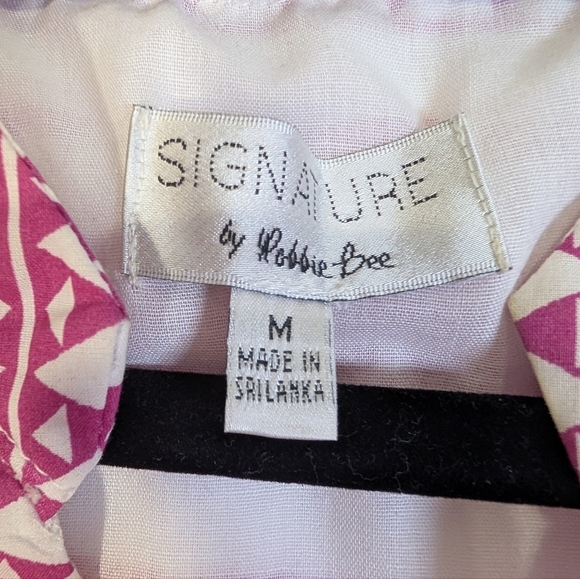 SIGNATURE
by Robbie Bee
M
MADE IN
SRILANKA